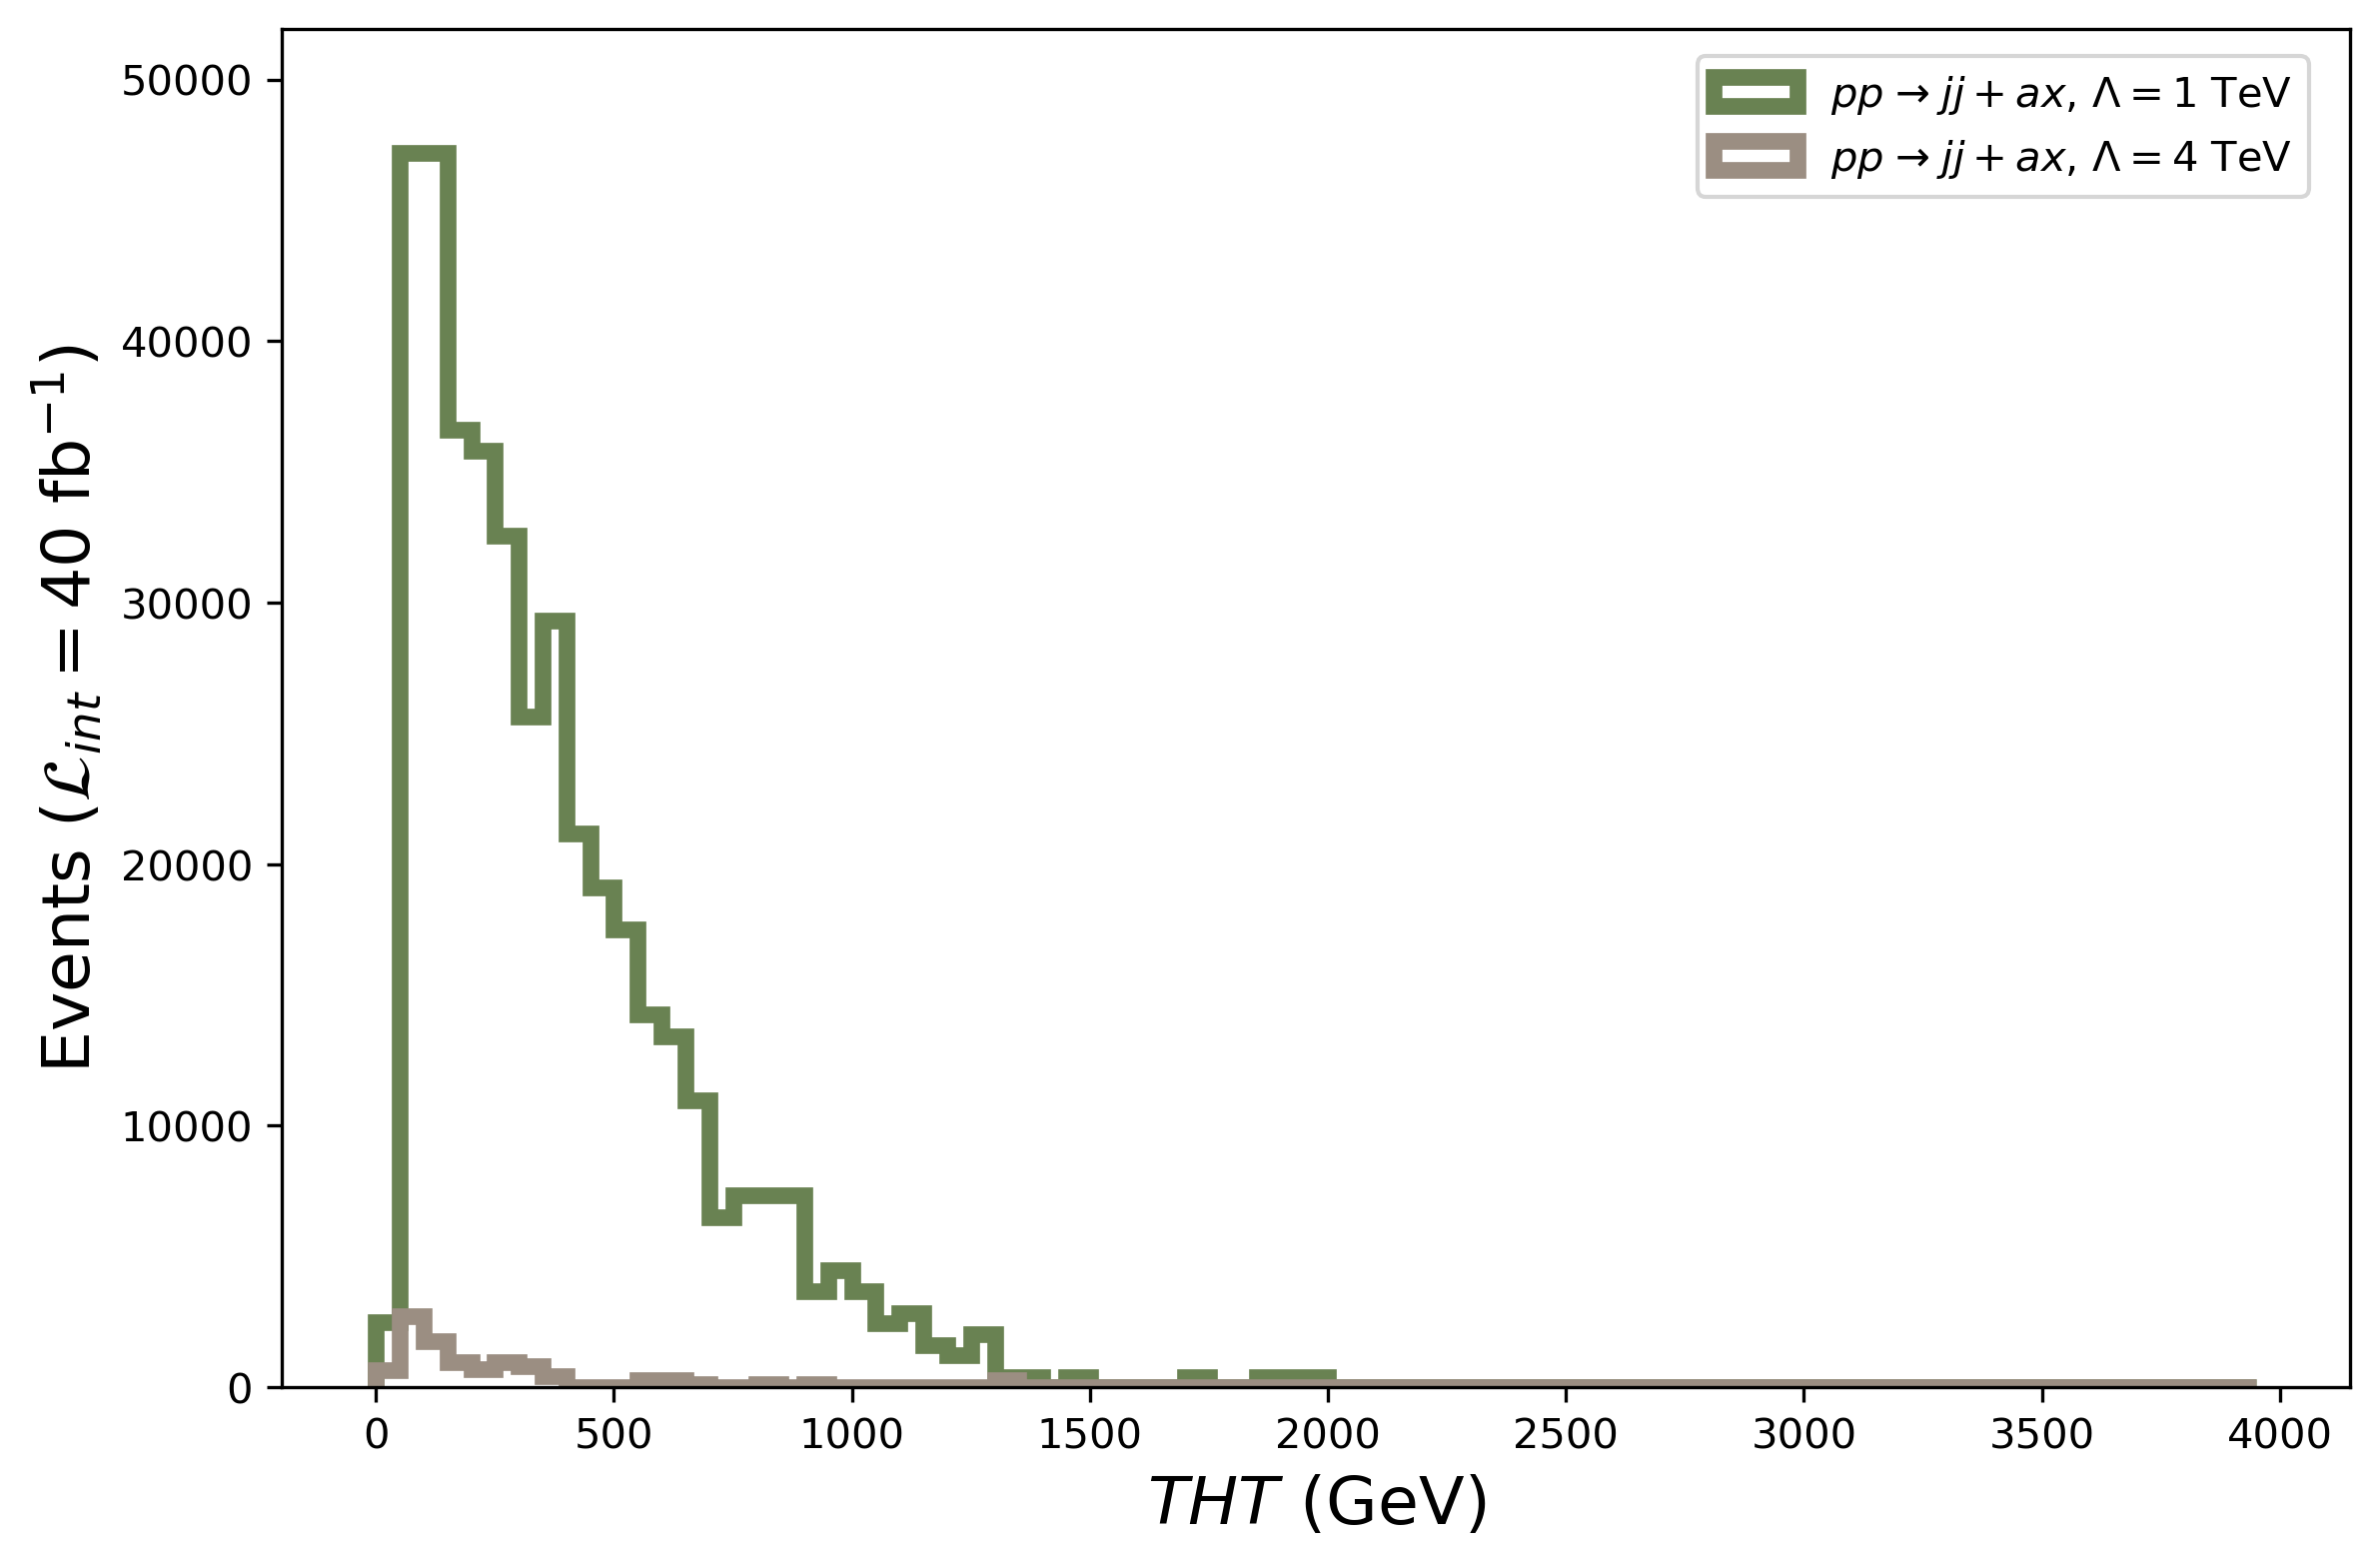 50000
40000
30000
20000
10000
0
Events (ℒ_int = 40 fb⁻¹)
pp → jj + ax, Λ = 1 TeV
pp → jj + ax, Λ = 4 TeV
0 500 1000 1500 2000 2500 3000 3500 4000
THT (GeV)